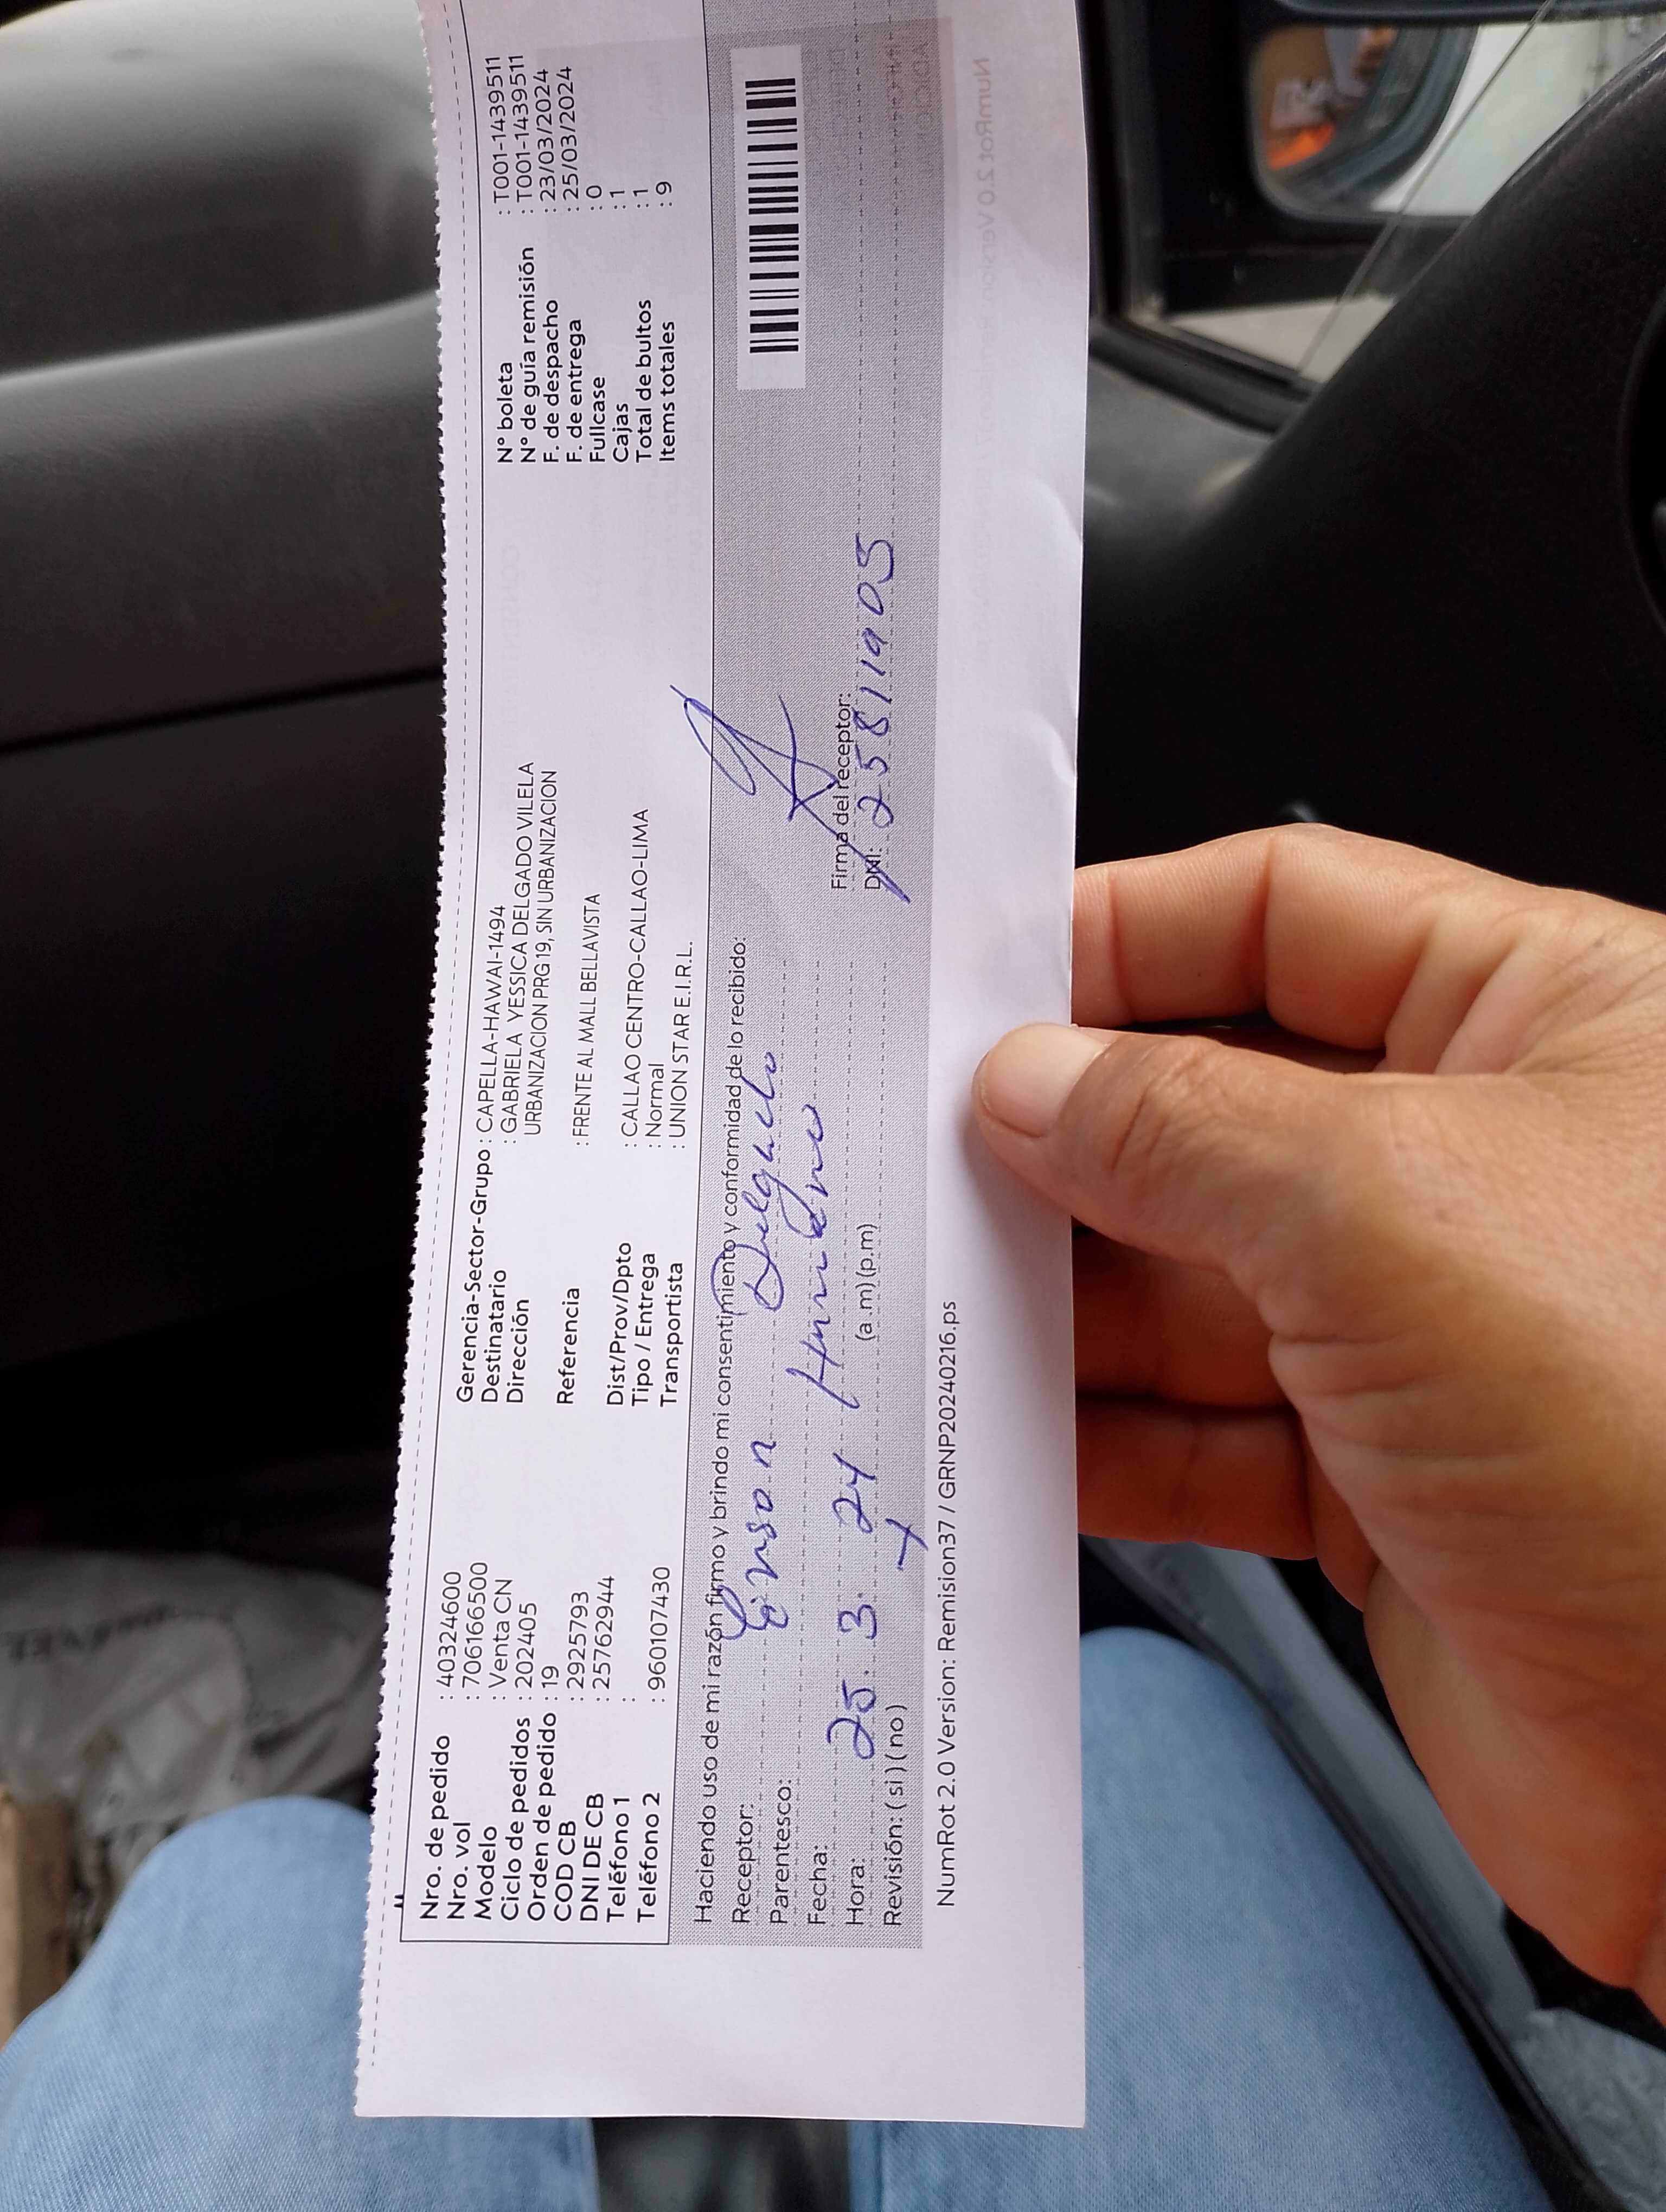 Nro. de pedido : 40324600
Nro. vol : 706166500
Modelo : Venta CN
Ciclo de pedidos : 202405
Orden de pedido : 19
COD CB : 2925793
DNI DE CB : 25762944
Teléfono 1 :
Teléfono 2 : 960107430
Gerencia-Sector-Grupo : CAPELLA-HAWAI-1494
Destinatario : GABRIELA YESSICA DELGADO VILELA
Dirección URBANIZACION PRG 19, SIN URBANIZACION
Referencia : FRENTE AL MALL BELLAVISTA
Dist/Prov/Dpto : CALLAO CENTRO-CALLAO-LIMA
Tipo / Entrega : Normal
Transportista : UNION STAR E.I.R.L.
N° boleta : T001-1439511
N° de guía remisión : T001-1439511
F. de despacho : 23/03/2024
F. de entrega : 25/03/2024
Fullcase : 0
Cajas : 1
Total de bultos : 1
Items totales : 9
Haciendo uso de mi razón firmo y brindo mi consentimiento y conformidad de lo recibido:
Receptor: Delgado
Parentesco: Hermano
Fecha: 25. 3. 24
Hora: (a .m) (p.m)
Revisión: ( si ) ( no )
Firma del receptor:
DNI: 25811905
NumRot 2.0 Version: Remision37 / GRNP20240216.ps